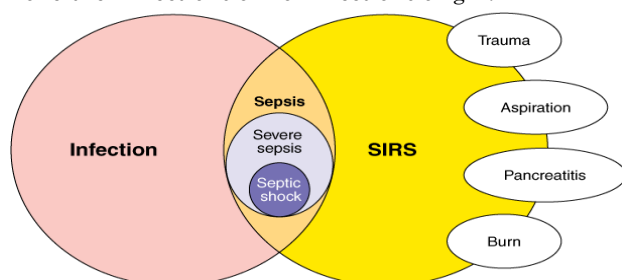 Trauma
Aspiration
Sepsis
Severe
sepsis
Infection
SIRS
Pancreatitis
Septic
shock
Burn